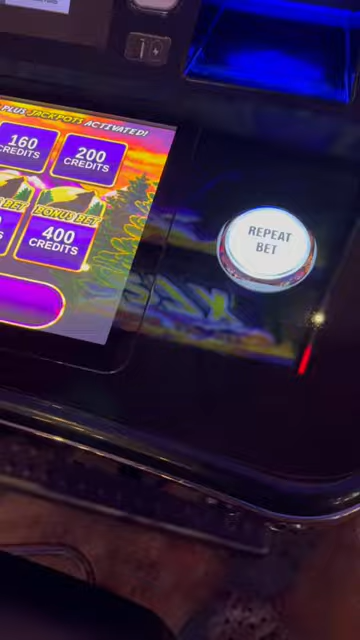 PLUS JACKPOTS ACTIVATED!
160
CREDITS
200
CREDITS
BONUS BET
400
CREDITS
REPEAT
BET